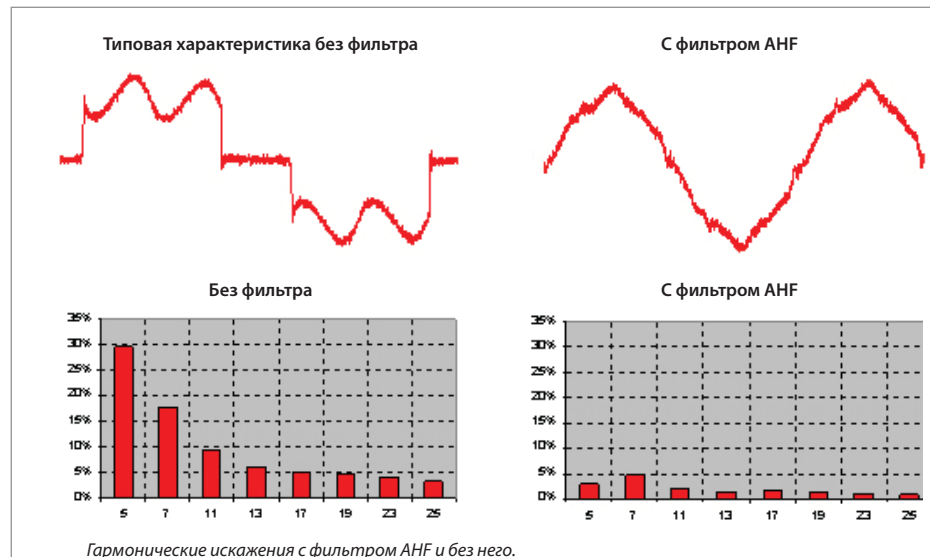 Типовая характеристика без фильтра
С фильтром AHF
Без фильтра
С фильтром AHF
35%
30%
25%
20%
15%
10%
5%
0%
5 7 11 13 17 19 23 25
35%
30%
25%
20%
15%
10%
5%
0%
5 7 11 13 17 19 23 25
Гармонические искажения с фильтром AHF и без него.